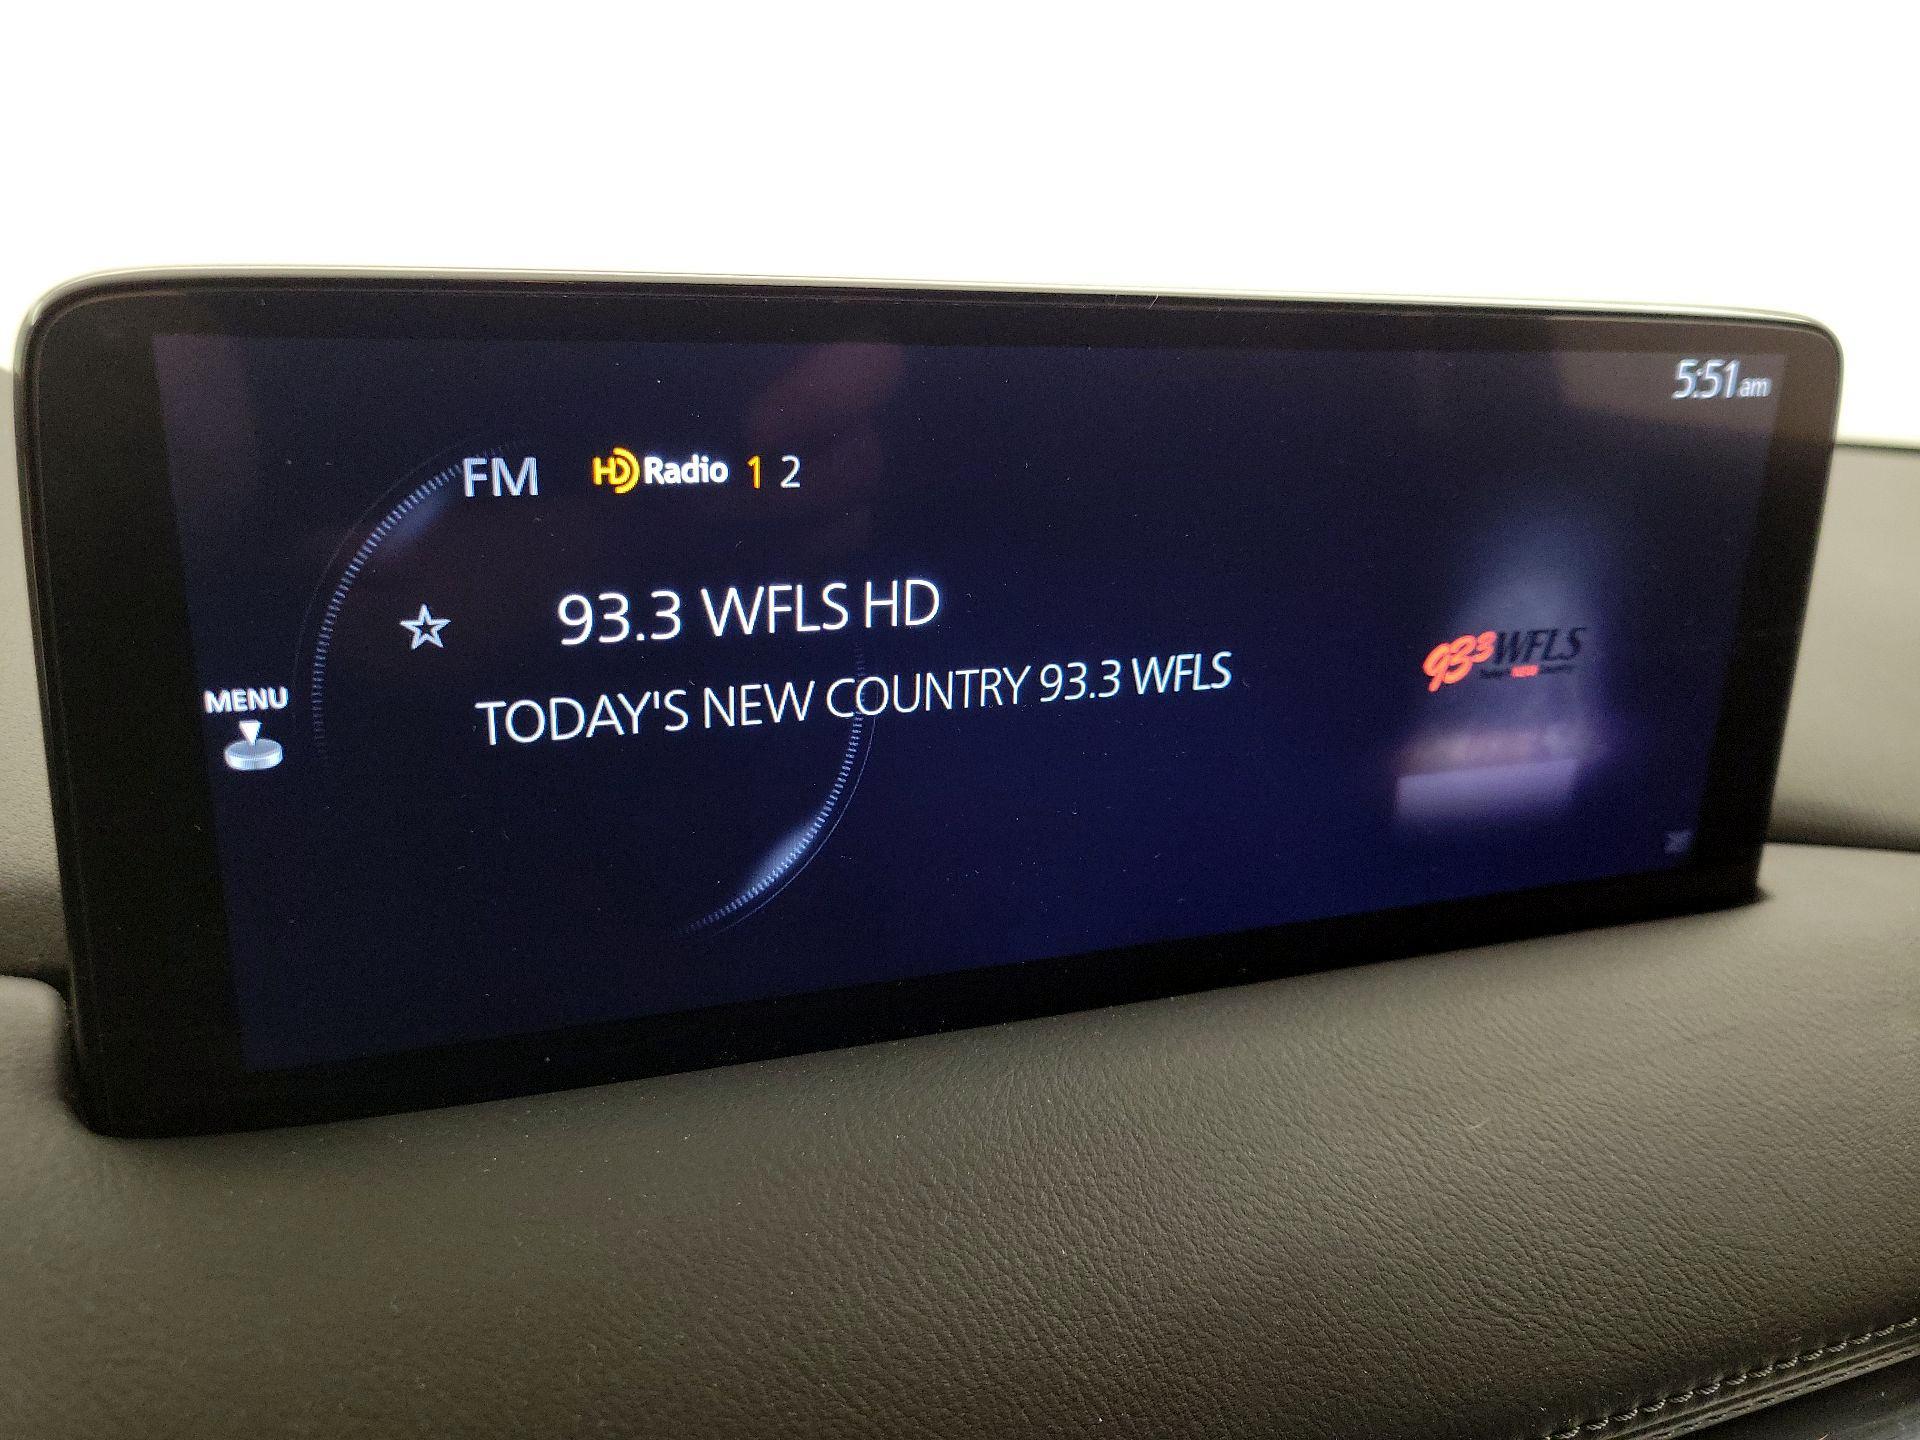 5:51am
FM HD Radio 1 2
93.3 WFLS HD
TODAY'S NEW COUNTRY 93.3 WFLS
93.3 WFLS
NEW
MENU